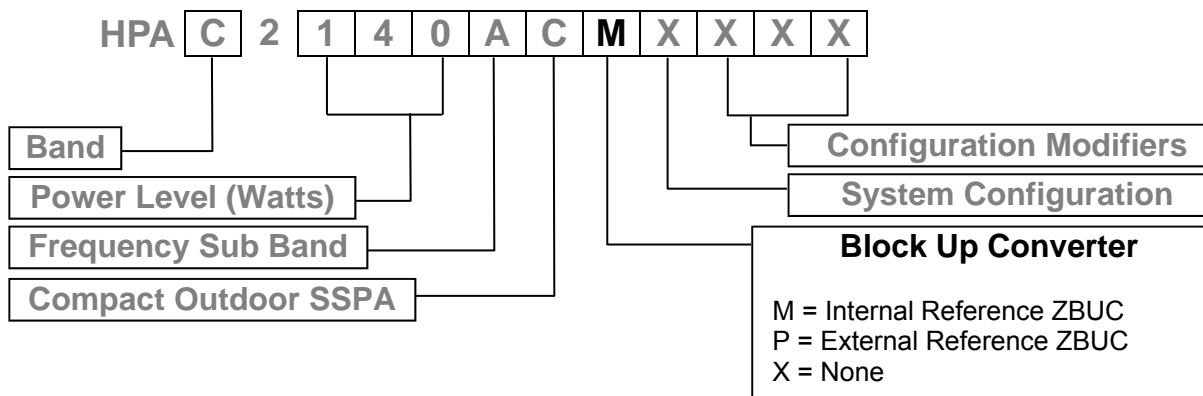 HPA C 2 1 4 0 A C M X X X X
Band
Configuration Modifiers
Power Level (Watts)
System Configuration
Frequency Sub Band
Block Up Converter
Compact Outdoor SSPA
M = Internal Reference ZBUC
P = External Reference ZBUC
X = None